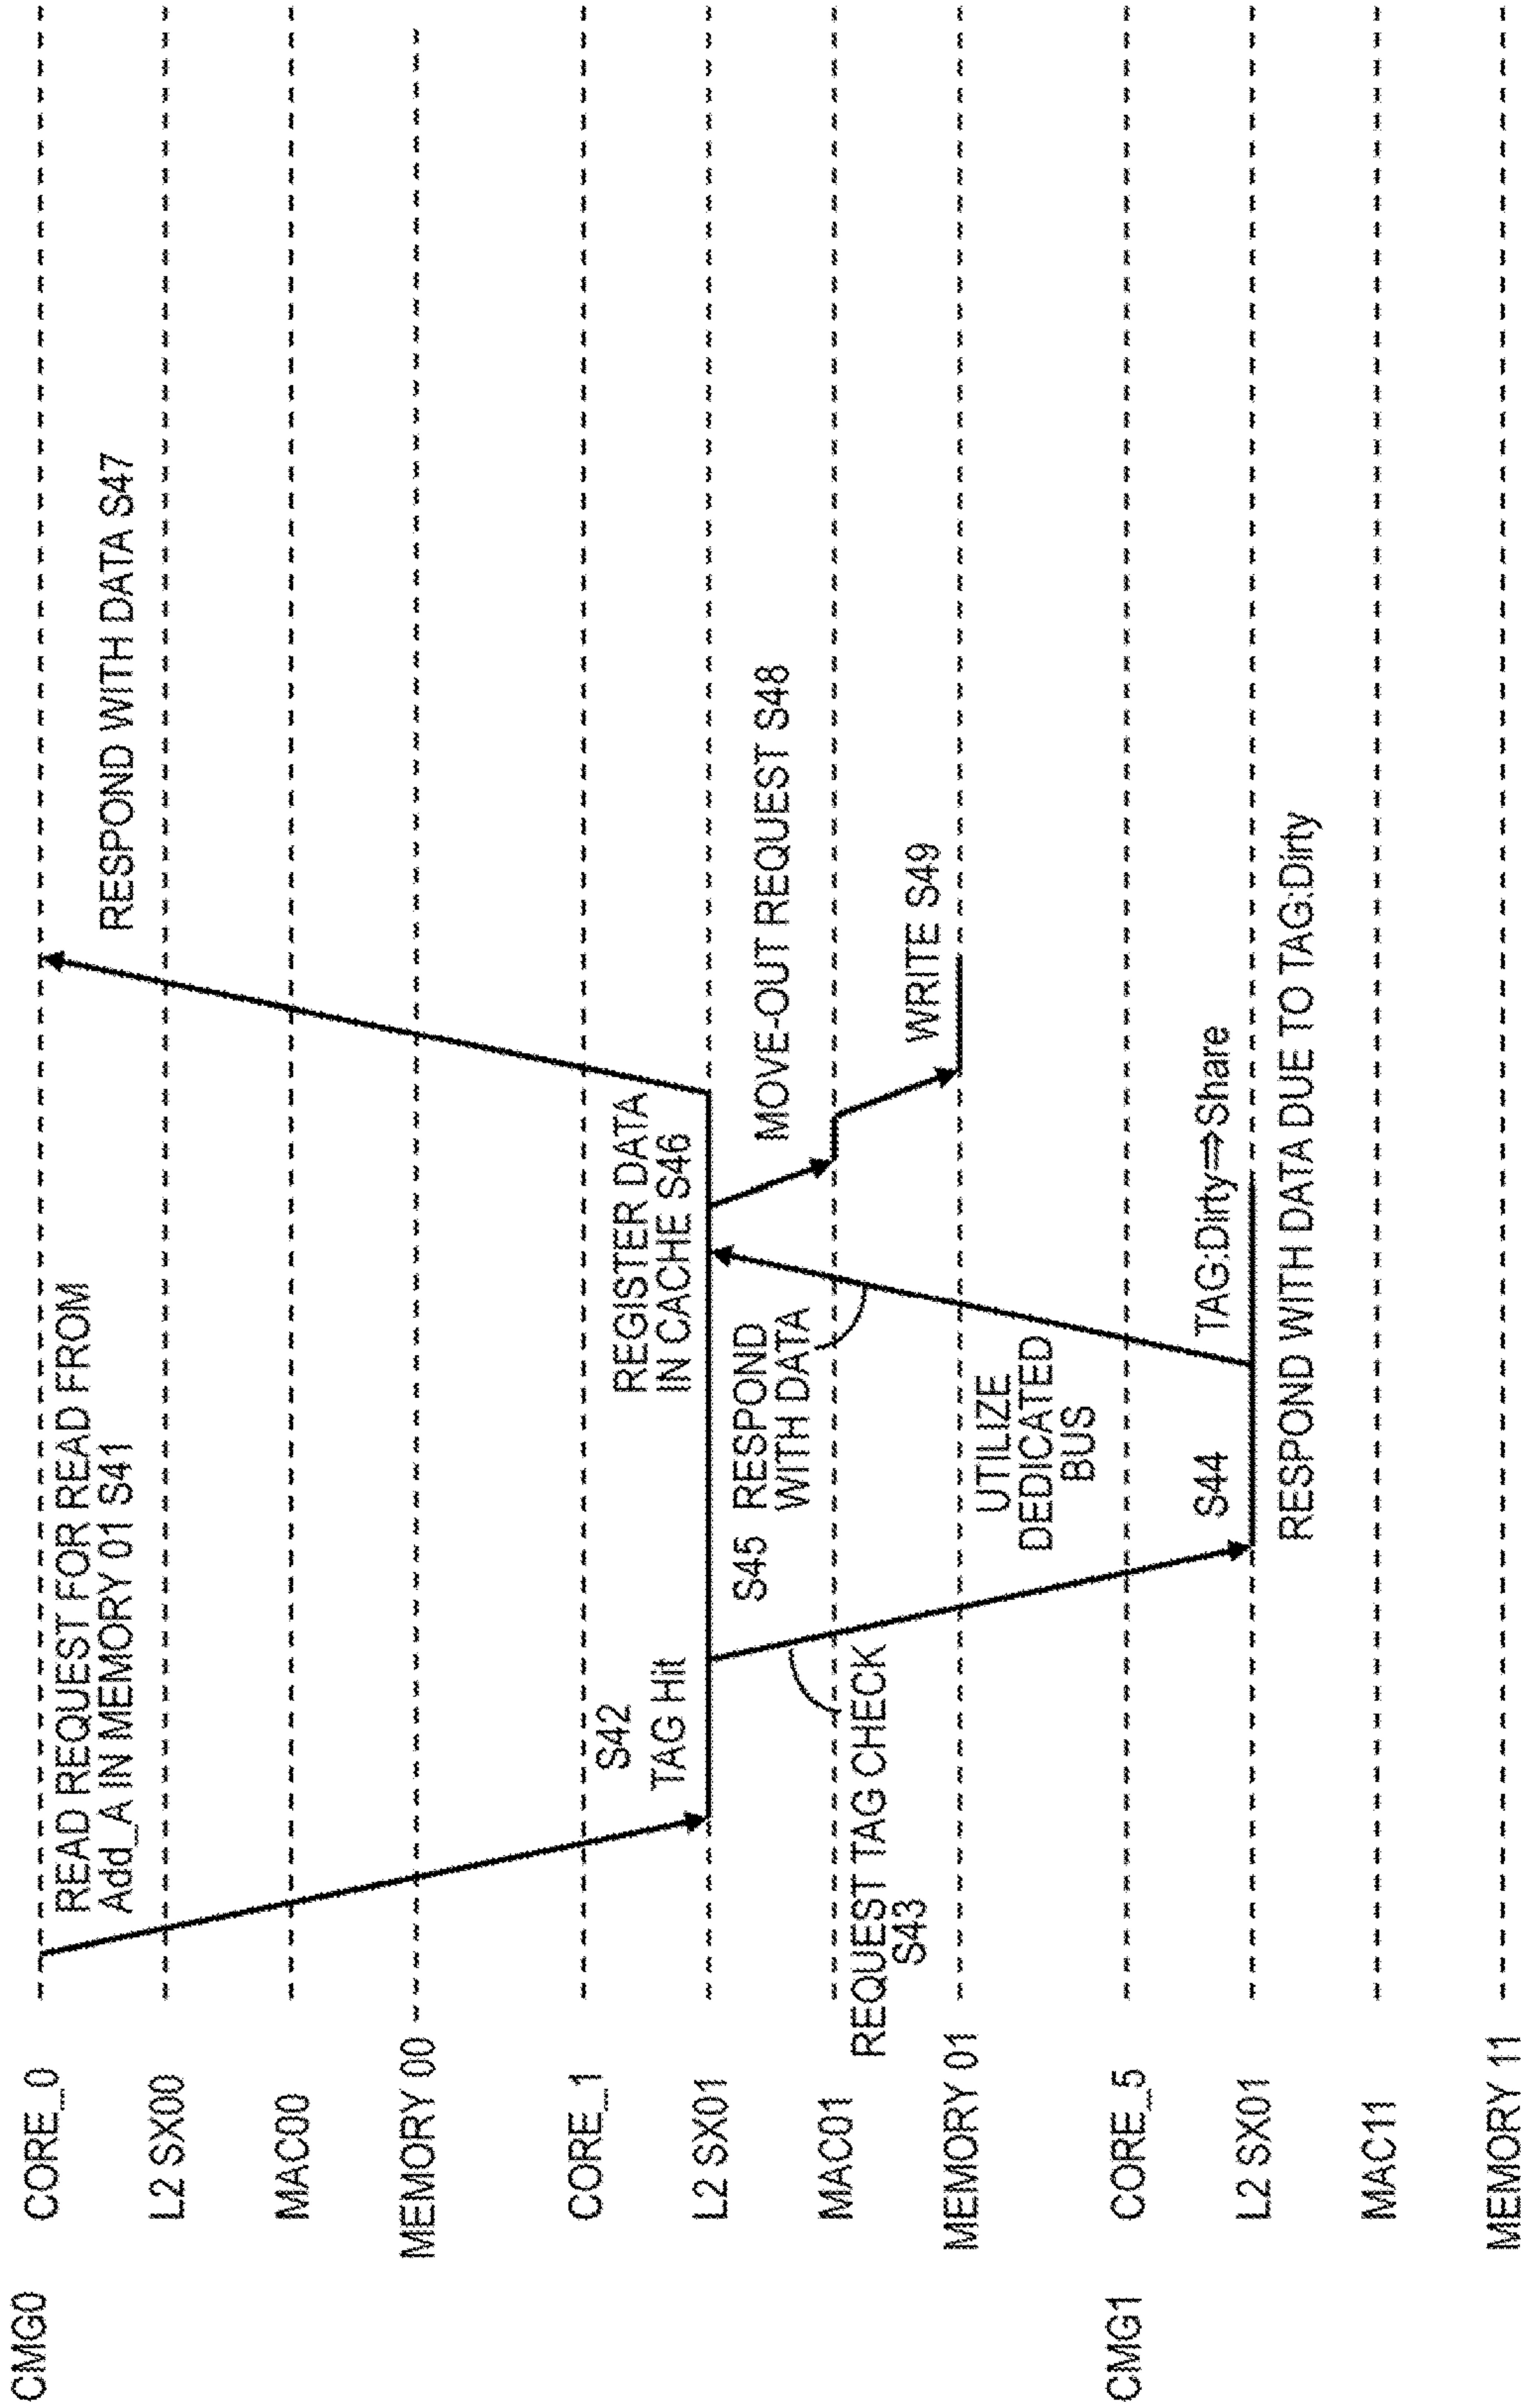 CMG0
CORE_0
L2 SX00
MAC00
MEMORY 00
CORE_1
L2 SX01
MAC01
MEMORY 01
CMG1
CORE_5
L2 SX01
MAC11
MEMORY 11
READ REQUEST FOR READ FROM
Add_A IN MEMORY 01 S41
RESPOND WITH DATA S47
S42
TAG Hit
REGISTER DATA
IN CACHE S46
S45 RESPOND
WITH DATA
MOVE-OUT REQUEST S48
REQUEST TAG CHECK
S43
WRITE S49
UTILIZE
DEDICATED
BUS
S44
TAG:Dirty⇒Share
RESPOND WITH DATA DUE TO TAG:Dirty